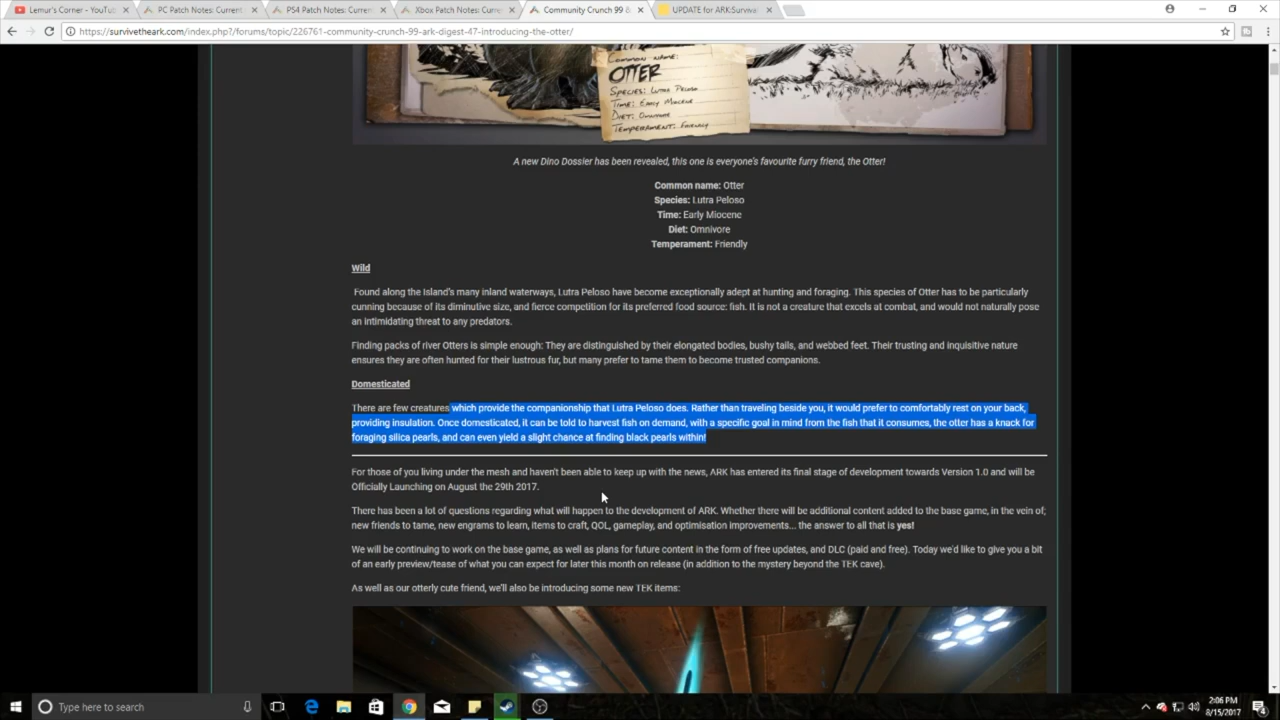 Lemur's Corner - YouTu
PC Patch Notes: Current
PS4 Patch Notes: Curren
Xbox Patch Notes: Curre
Community Crunch 99 &
UPDATE for ARK:Surviva
https://survivetheark.com/index.php?/forums/topic/226761-community-crunch-99-ark-digest-47-introducing-the-otter/
Common name:
Otter
Species: Lutra Peloso
Time: Early Miocene
Diet: Omnivore
Temperament: Friendly
A new Dino Dossier has been revealed, this one is everyone's favourite furry friend, the Otter!
Common name: Otter
Species: Lutra Peloso
Time: Early Miocene
Diet: Omnivore
Temperament: Friendly
Wild
Found along the Island's many inland waterways, Lutra Peloso have become exceptionally adept at hunting and foraging. This species of Otter has to be particularly
cunning because of its diminutive size, and fierce competition for its preferred food source: fish. It is not a creature that excels at combat, and would not naturally pose
an intimidating threat to any predators.
Finding packs of river Otters is simple enough: They are distinguished by their elongated bodies, bushy tails, and webbed feet. Their trusting and inquisitive nature
ensures they are often hunted for their lustrous fur, but many prefer to tame them to become trusted companions.
Domesticated
There are few creatures which provide the companionship that Lutra Peloso does. Rather than traveling beside you, it would prefer to comfortably rest on your back,
providing insulation. Once domesticated, it can be told to harvest fish on demand, with a specific goal in mind from the fish that it consumes, the otter has a knack for
foraging silica pearls, and can even yield a slight chance at finding black pearls within!
For those of you living under the mesh and haven't been able to keep up with the news, ARK has entered its final stage of development towards Version 1.0 and will be
Officially Launching on August the 29th 2017.
There has been a lot of questions regarding what will happen to the development of ARK. Whether there will be additional content added to the base game, in the vein of;
new friends to tame, new engrams to learn, items to craft, QOL, gameplay, and optimisation improvements... the answer to all that is yes!
We will be continuing to work on the base game, as well as plans for future content in the form of free updates, and DLC (paid and free). Today we'd like to give you a bit
of an early preview/tease of what you can expect for later this month on release (in addition to the mystery beyond the TEK cave).
As well as our otterly cute friend, we'll also be introducing some new TEK items:
Type here to search
2:06 PM
8/15/2017
4